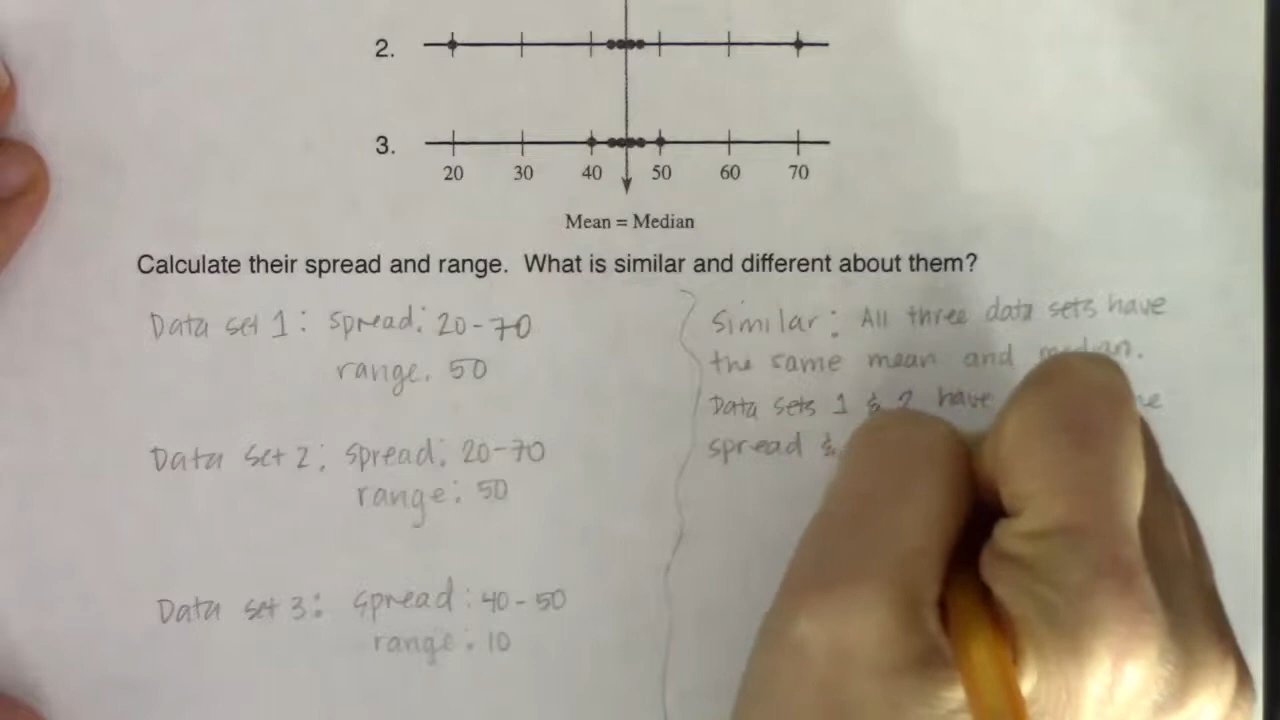 2.
3.
20 30 40 50 60 70
Mean = Median
Calculate their spread and range. What is similar and different about them?
Data set 1: spread: 20-70
range. 50
Data set 2: spread: 20-70
range: 50
Data set 3: spread: 40-50
range: 10
Similar: All three data sets have
the same mean and median.
Data sets 1 & 2 have
spread &